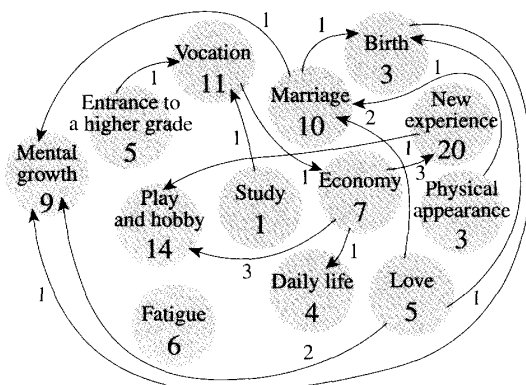 1
1
Birth
3
Vocation
11
1
1
Marriage
10
2
New
experience
20
Entrance to
a higher grade
5
Mental
growth
9
1
1
1
3
Economy
7
Study
1
Play
and hobby
14
Physical
appearance
3
3
1
Daily life
4
Love
5
1
Fatigue
6
1
2